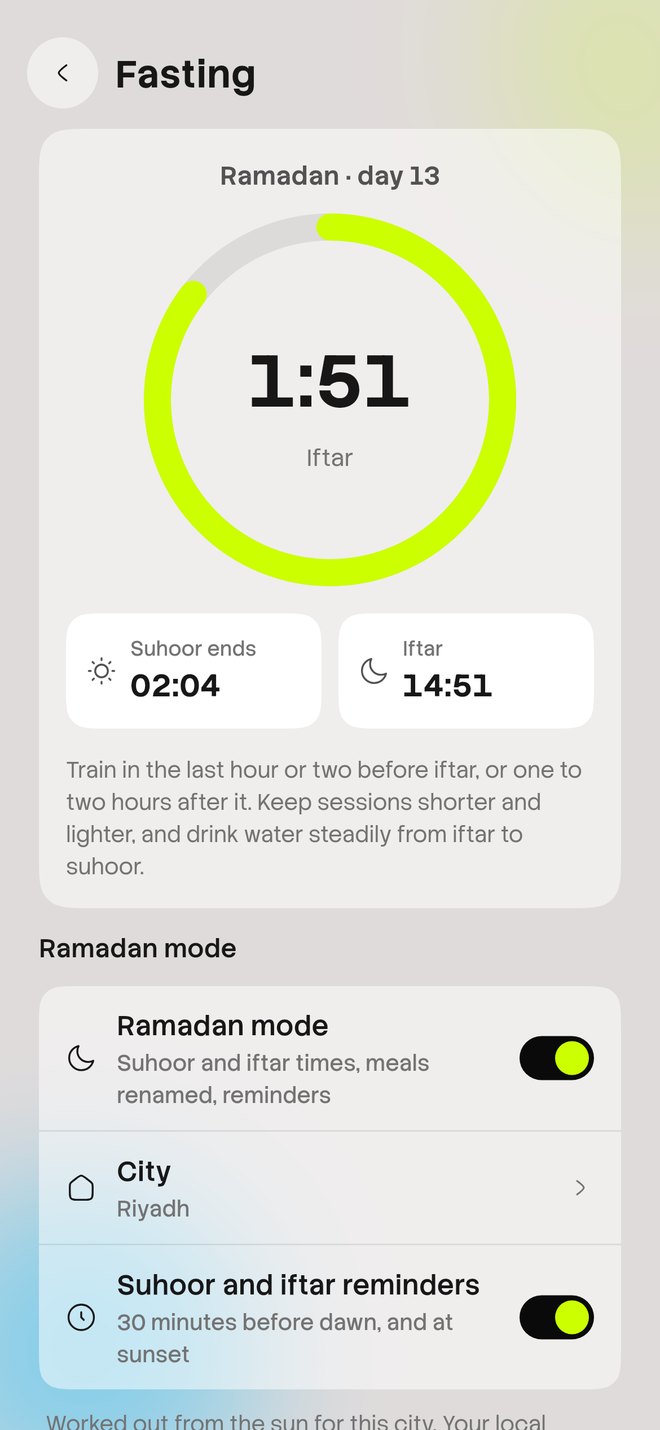 Fasting
Ramadan · day 13
1:51
Iftar
Suhoor ends
02:04
Iftar
14:51
Train in the last hour or two before iftar, or one to
two hours after it. Keep sessions shorter and
lighter, and drink water steadily from iftar to
suhoor.
Ramadan mode
Ramadan mode
Suhoor and iftar times, meals
renamed, reminders
City
Riyadh
Suhoor and iftar reminders
30 minutes before dawn, and at
sunset
Worked out from the sun for this city. Your local